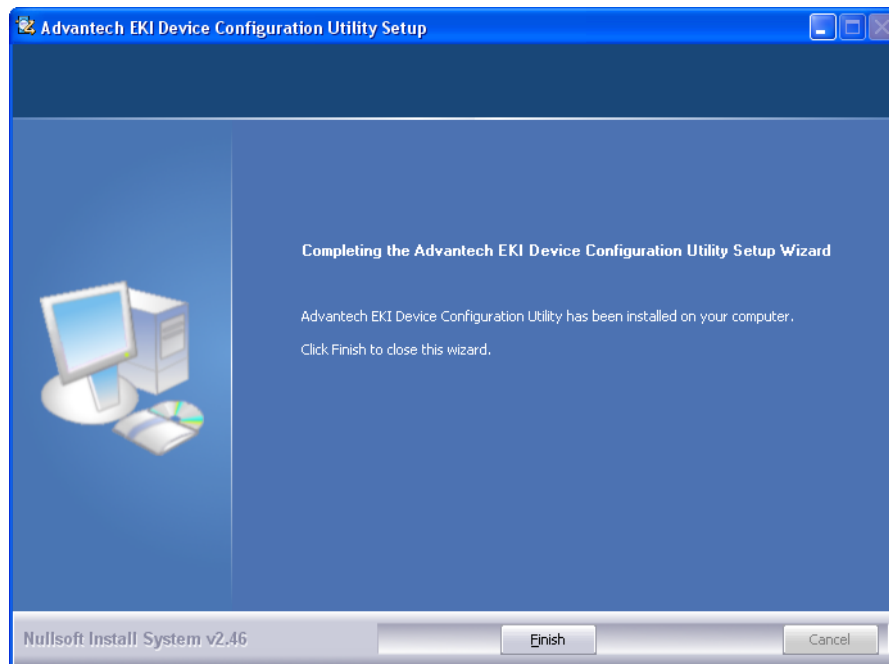 Advantech EKI Device Configuration Utility Setup
Completing the Advantech EKI Device Configuration Utility Setup Wizard
Advantech EKI Device Configuration Utility has been installed on your computer.
Click Finish to close this wizard.
Nullsoft Install System v2.46
Finish
Cancel